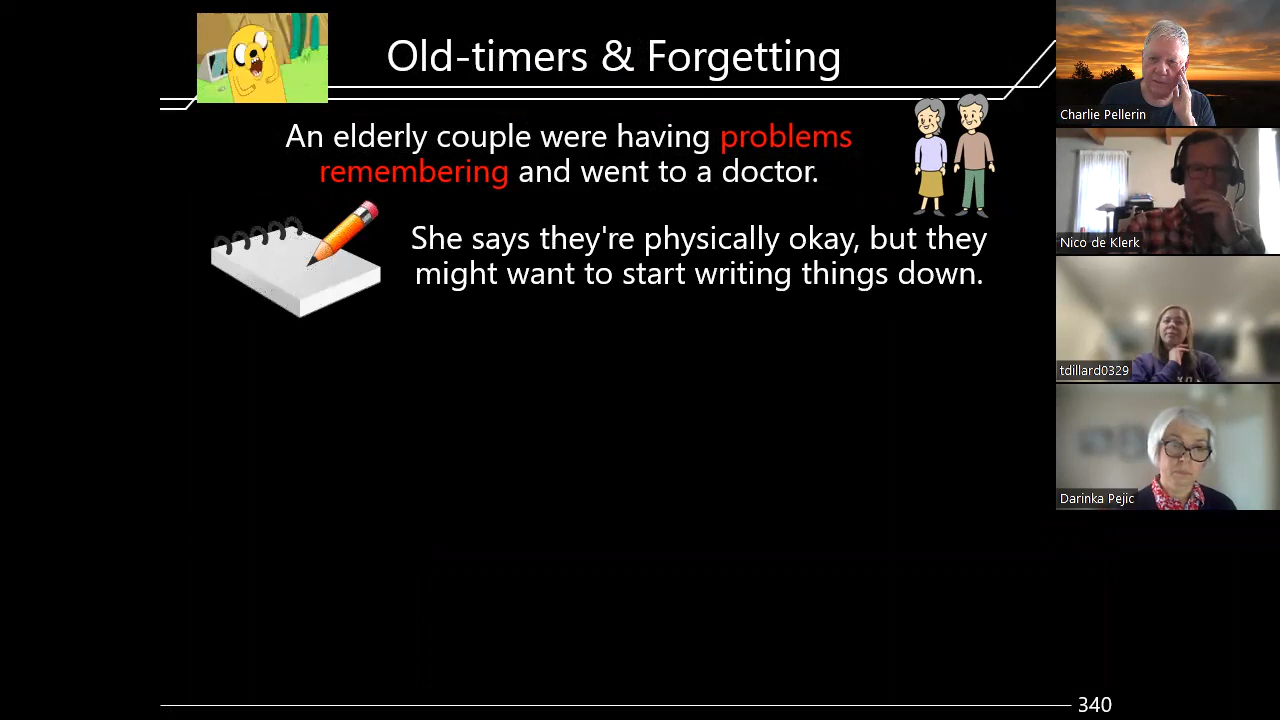 Old-timers & Forgetting
An elderly couple were having problems
remembering and went to a doctor.
She says they're physically okay, but they
might want to start writing things down.
340
Charlie Pellerin
Nico de Klerk
tdillard0329
Darinka Pejic